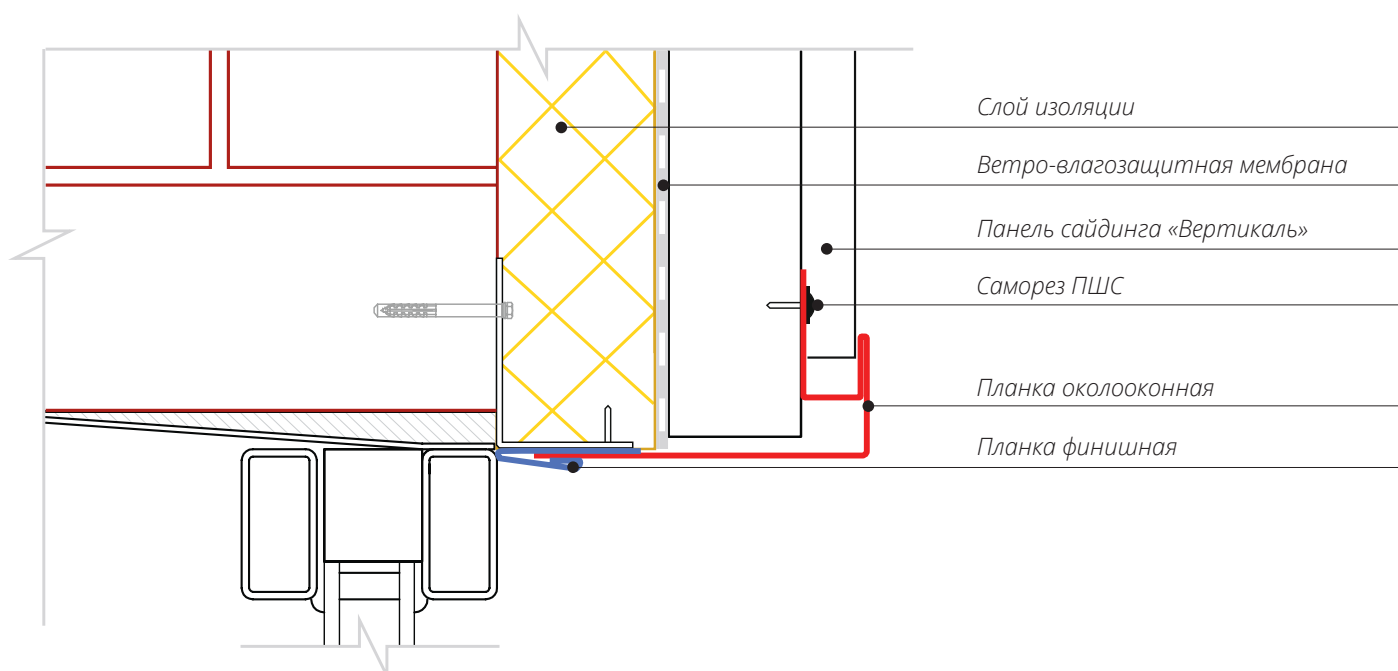 Слой изоляции
Ветро-влагозащитная мембрана
Панель сайдинга «Вертикаль»
Саморез ПШС
Планка околооконная
Планка финишная